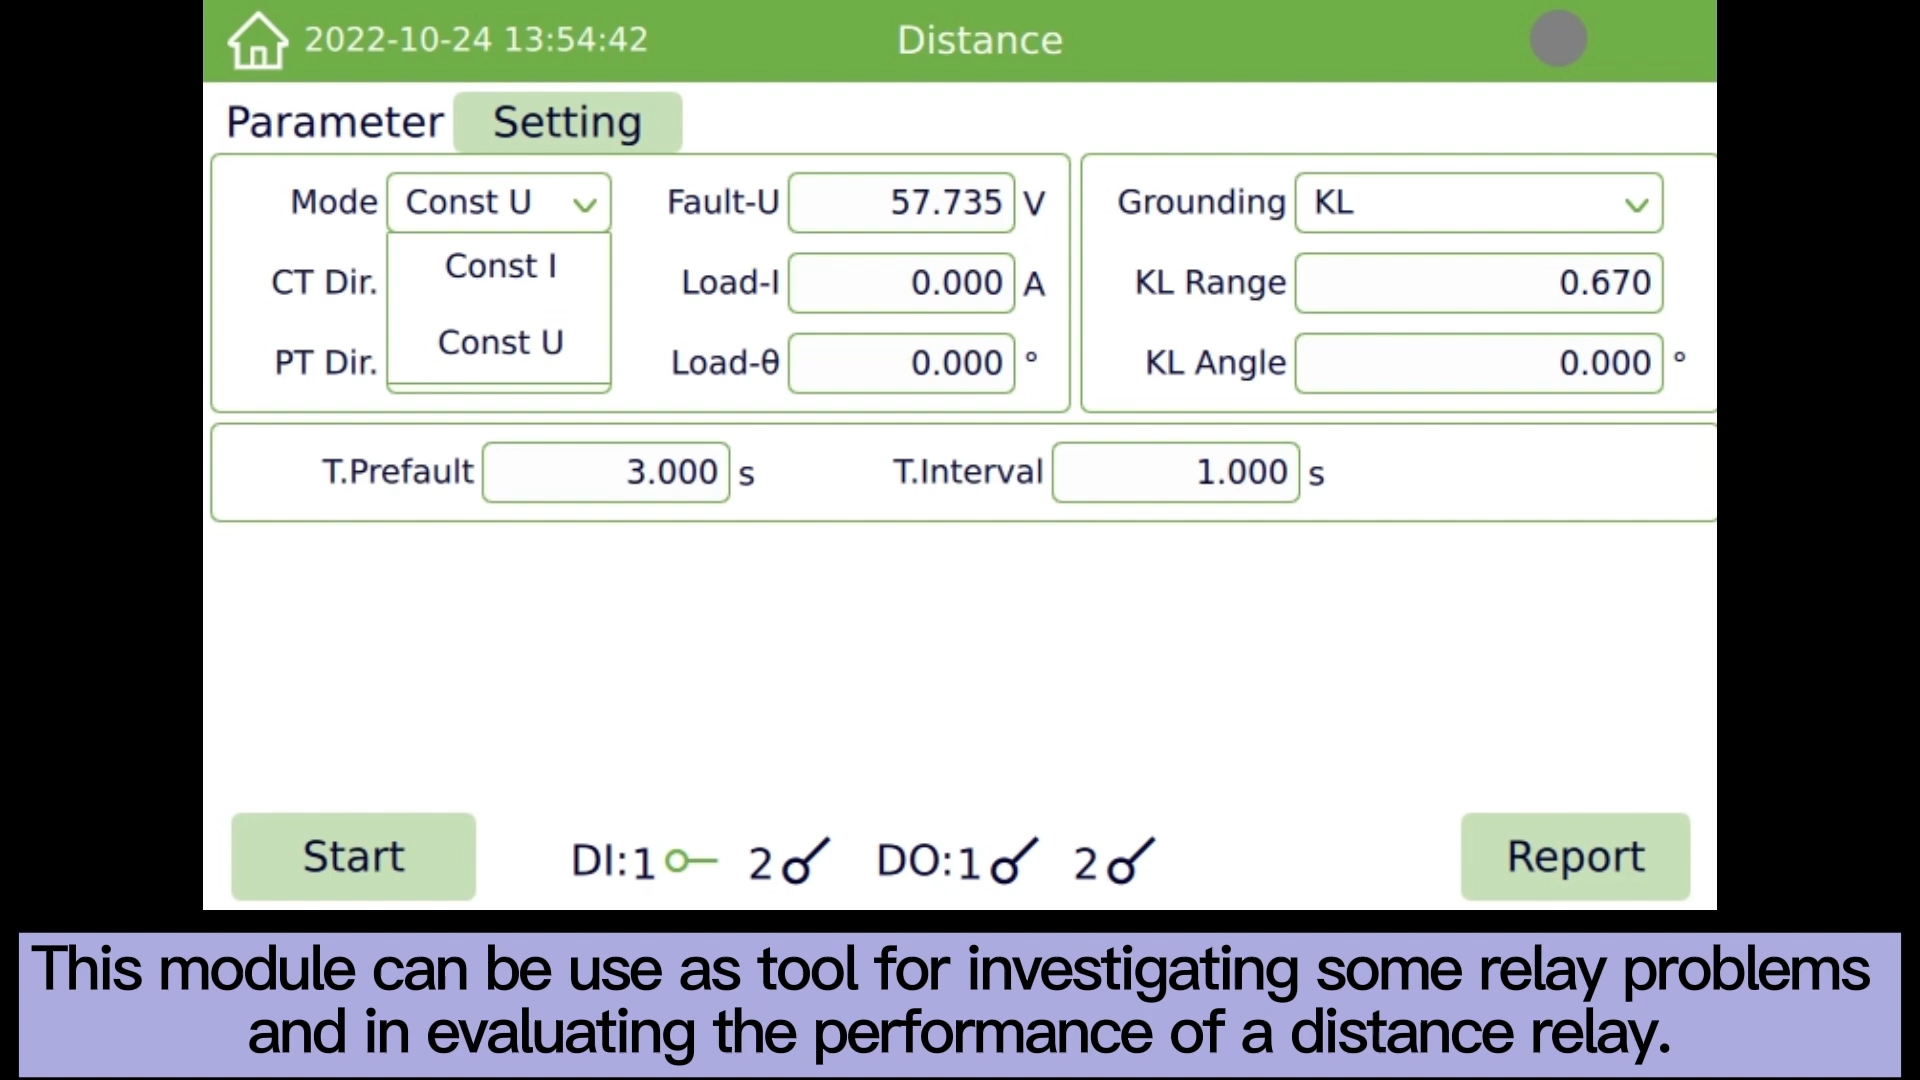 2022-10-24 13:54:42 Distance
Parameter Setting
Mode Const U Fault-U 57.735 V Grounding KL
Const I
CT Dir. Load-I 0.000 A KL Range 0.670
Const U
PT Dir. Load-θ 0.000 ° KL Angle 0.000 °
T.Prefault 3.000 s T.Interval 1.000 s
Start DI:1 2 DO:1 2 Report
This module can be use as tool for investigating some relay problems
and in evaluating the performance of a distance relay.